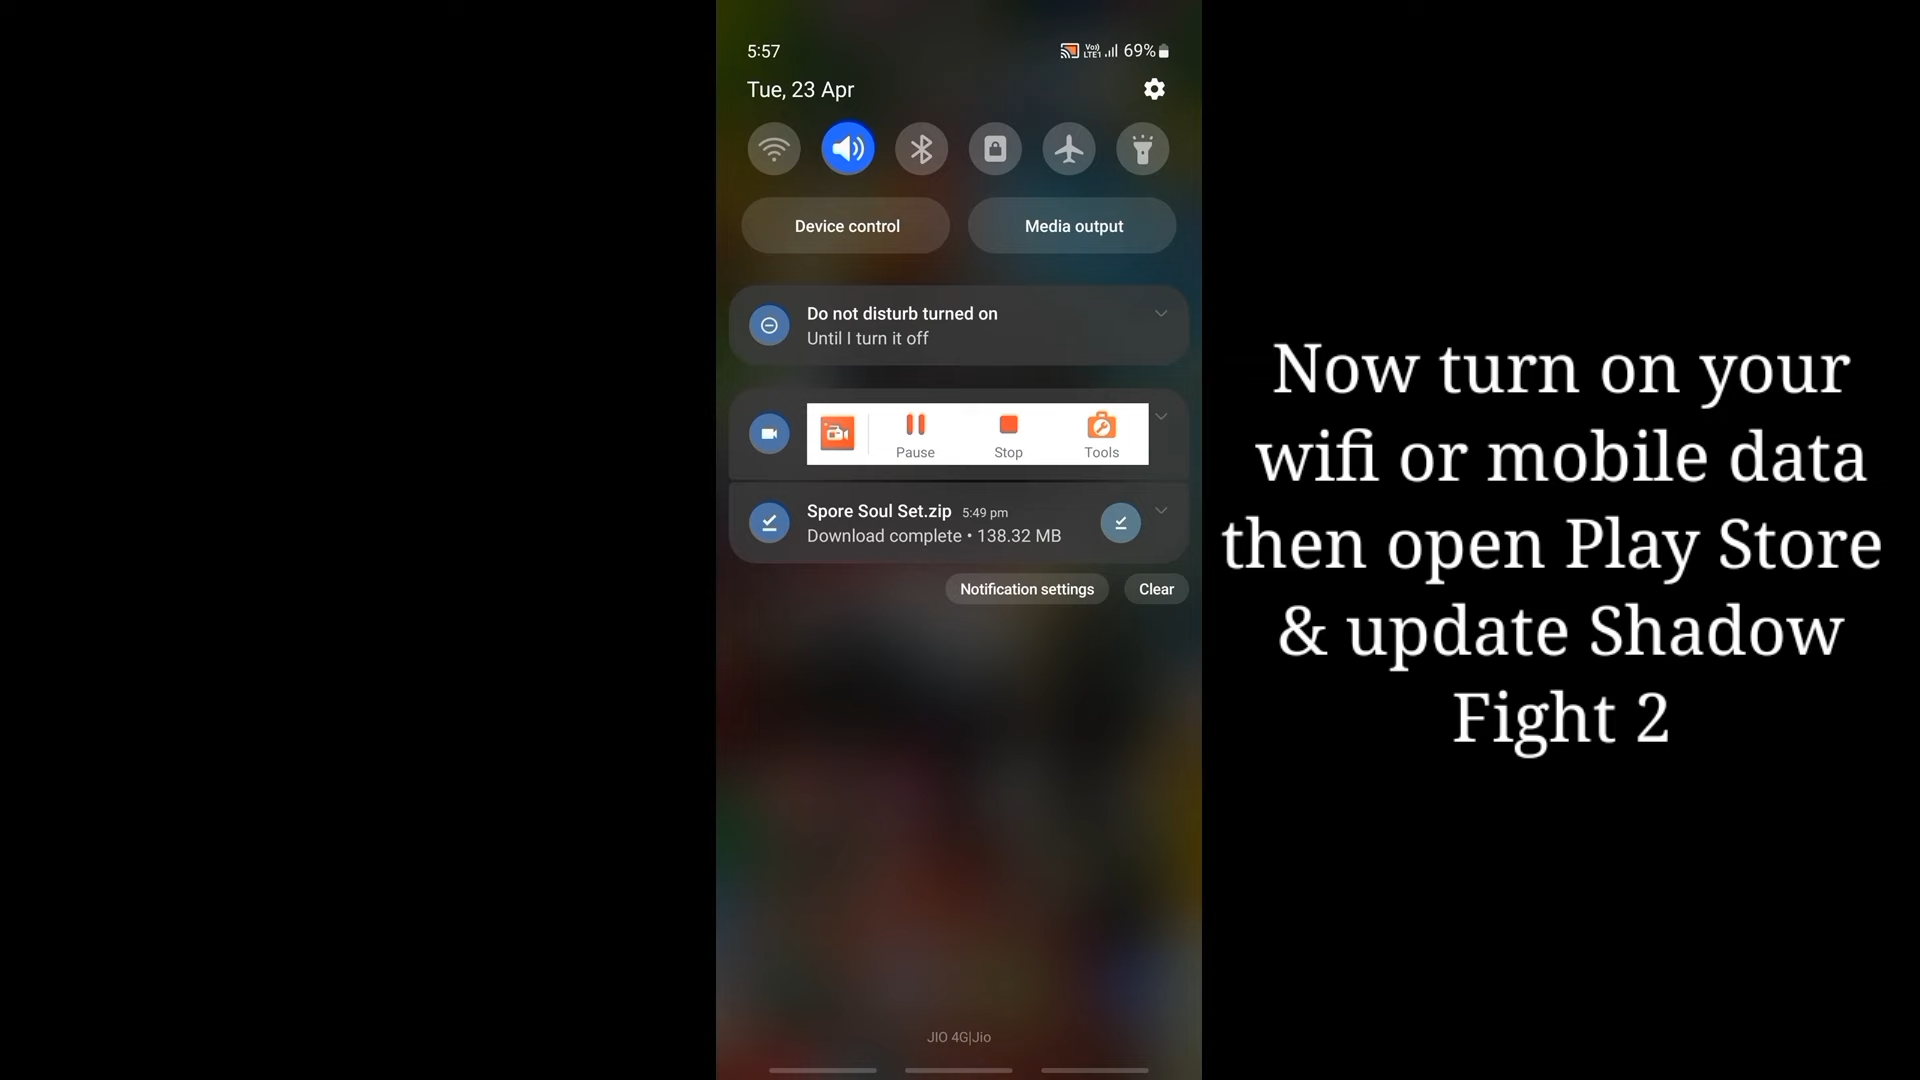 5:57
Vo))
LTE1
69%
Tue, 23 Apr
Device control
Media output
Do not disturb turned on
Until I turn it off
Pause
Stop
Tools
Spore Soul Set.zip 5:49 pm
Download complete • 138.32 MB
Notification settings
Clear
JIO 4G|Jio
Now turn on your
wifi or mobile data
then open Play Store
& update Shadow
Fight 2